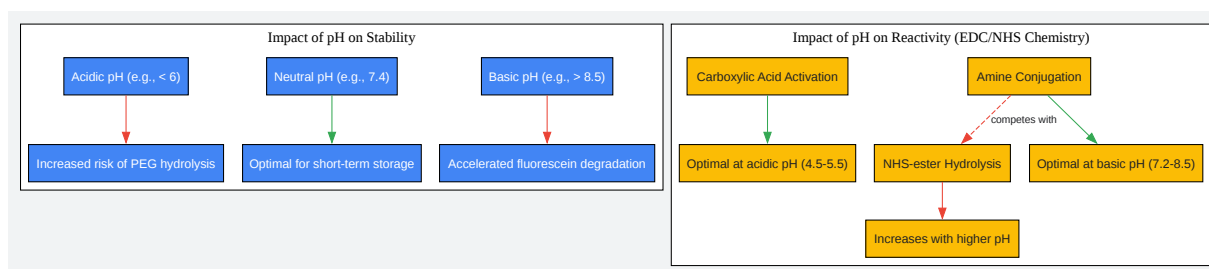 Impact of pH on Stability
Acidic pH (e.g., < 6)
Neutral pH (e.g., 7.4)
Basic pH (e.g., > 8.5)
Increased risk of PEG hydrolysis
Optimal for short-term storage
Accelerated fluorescein degradation
Impact of pH on Reactivity (EDC/NHS Chemistry)
Carboxylic Acid Activation
Amine Conjugation
competes with
Optimal at acidic pH (4.5-5.5)
NHS-ester Hydrolysis
Optimal at basic pH (7.2-8.5)
Increases with higher pH